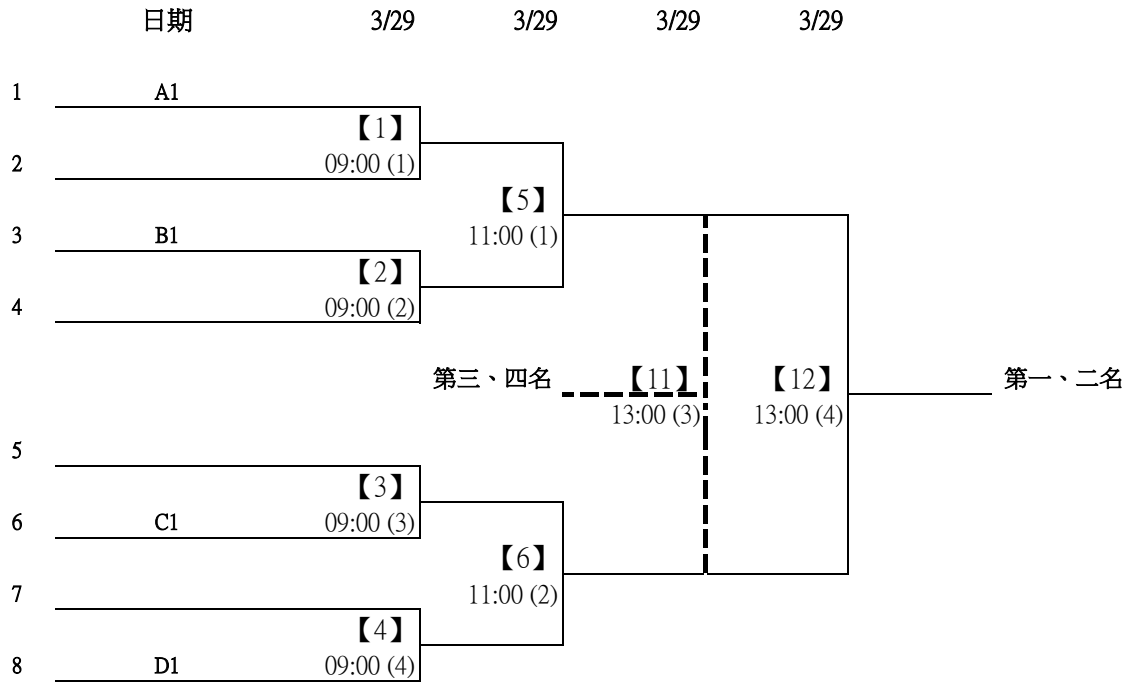 日期 3/29 3/29 3/29 3/29
1 A1
【1】
2 09:00 (1)
【5】
3 B1 11:00 (1)
【2】
4 09:00 (2)
第三、四名 【11】 【12】 第一、二名
13:00 (3) 13:00 (4)
5
【3】
6 C1 09:00 (3)
【6】
7 11:00 (2)
【4】
8 D1 09:00 (4)